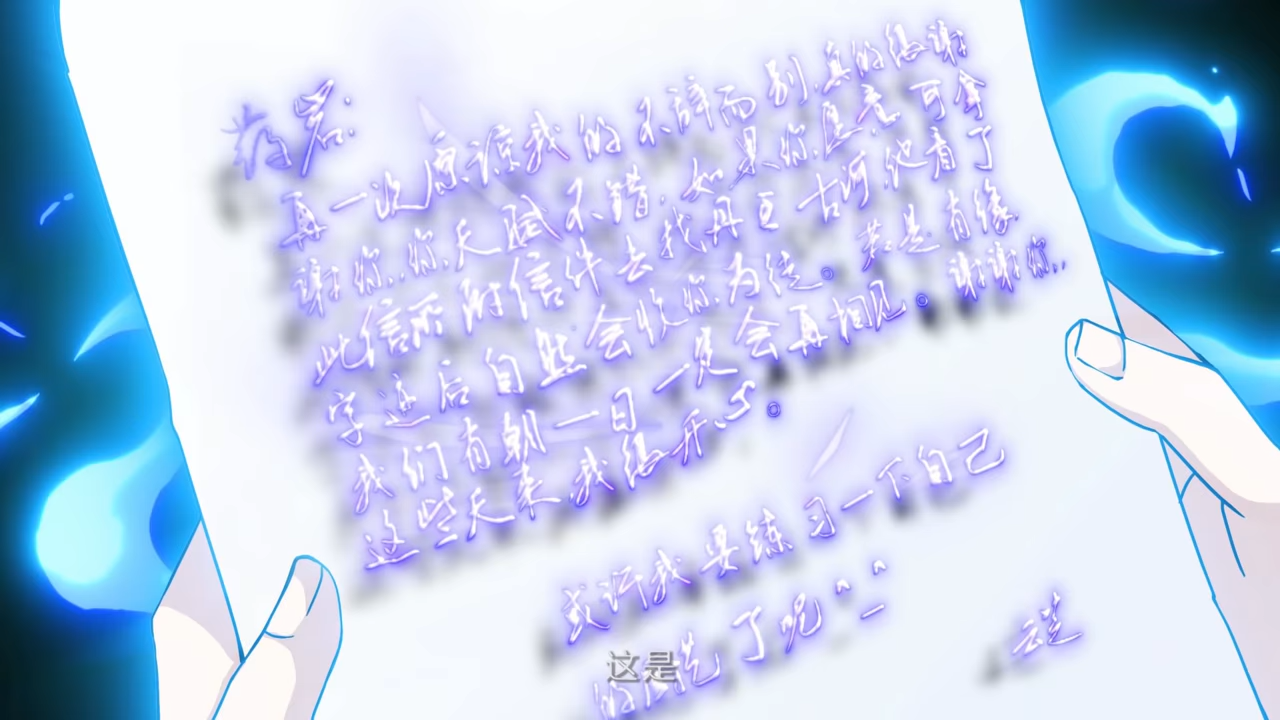 药岩:
再一次原谅我的不辞而别,真的很谢
谢你,你天赋不错,如果你愿意,可拿
此信所附信件去找丹王古河,他看了
字迹后自然会收你为徒。若是有缘
我们有朝一日一定会再相见。谢谢你,
这些天来,我很开心。
或许我要练习一下自己
的 了呢^_^
云芝
这是